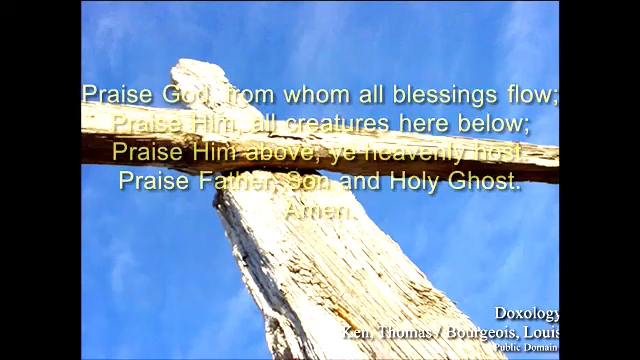 Praise God, from whom all blessings flow;
Praise Him, all creatures here below;
Praise Him above, ye heavenly host.
Praise Father, Son and Holy Ghost.
Amen.
Doxology
Ken, Thomas / Bourgeois, Louis
Public Domain